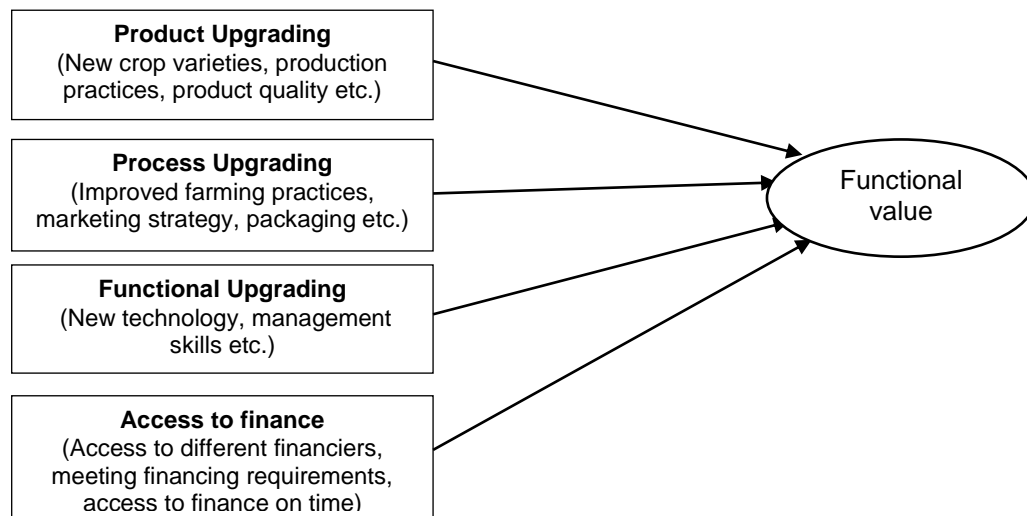 Product Upgrading
(New crop varieties, production
practices, product quality etc.)
Process Upgrading
(Improved farming practices,
marketing strategy, packaging etc.)
Functional Upgrading
(New technology, management
skills etc.)
Access to finance
(Access to different financiers,
meeting financing requirements,
access to finance on time)
Functional
value